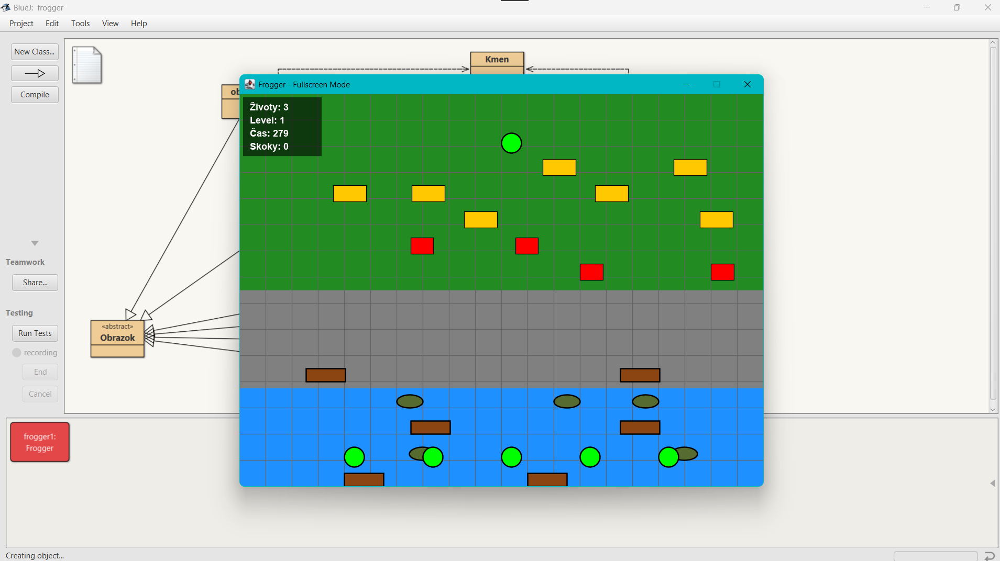 BlueJ: frogger
Project Edit Tools View Help
New Class...
Compile
Teamwork
Share...
Testing
Run Tests
recording
End
Cancel
Kmen
ob
«abstract»
Obrazok
Frogger - Fullscreen Mode
Životy: 3
Level: 1
Čas: 279
Skoky: 0
frogger1:
Frogger
Creating object...